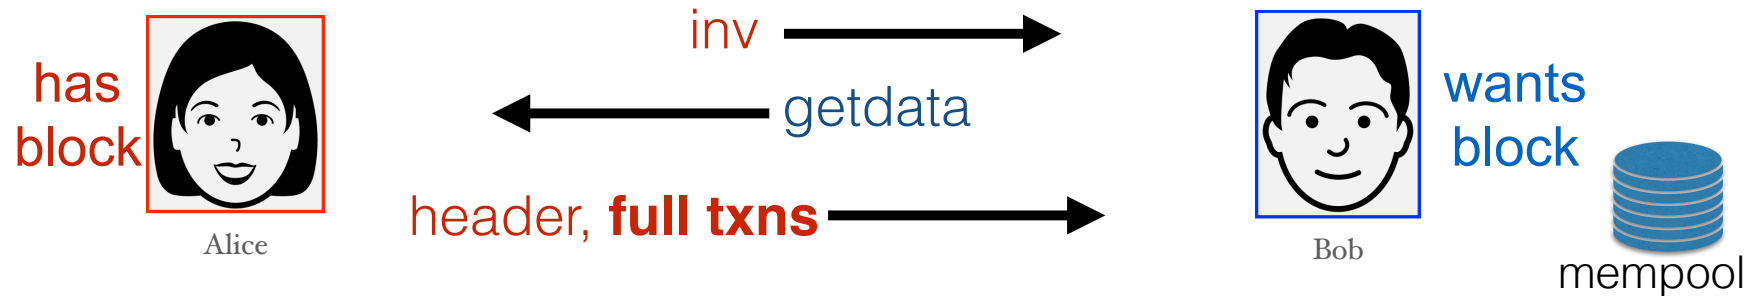 inv
has
block
getdata
wants
block
header, full txns
Alice
Bob
mempool